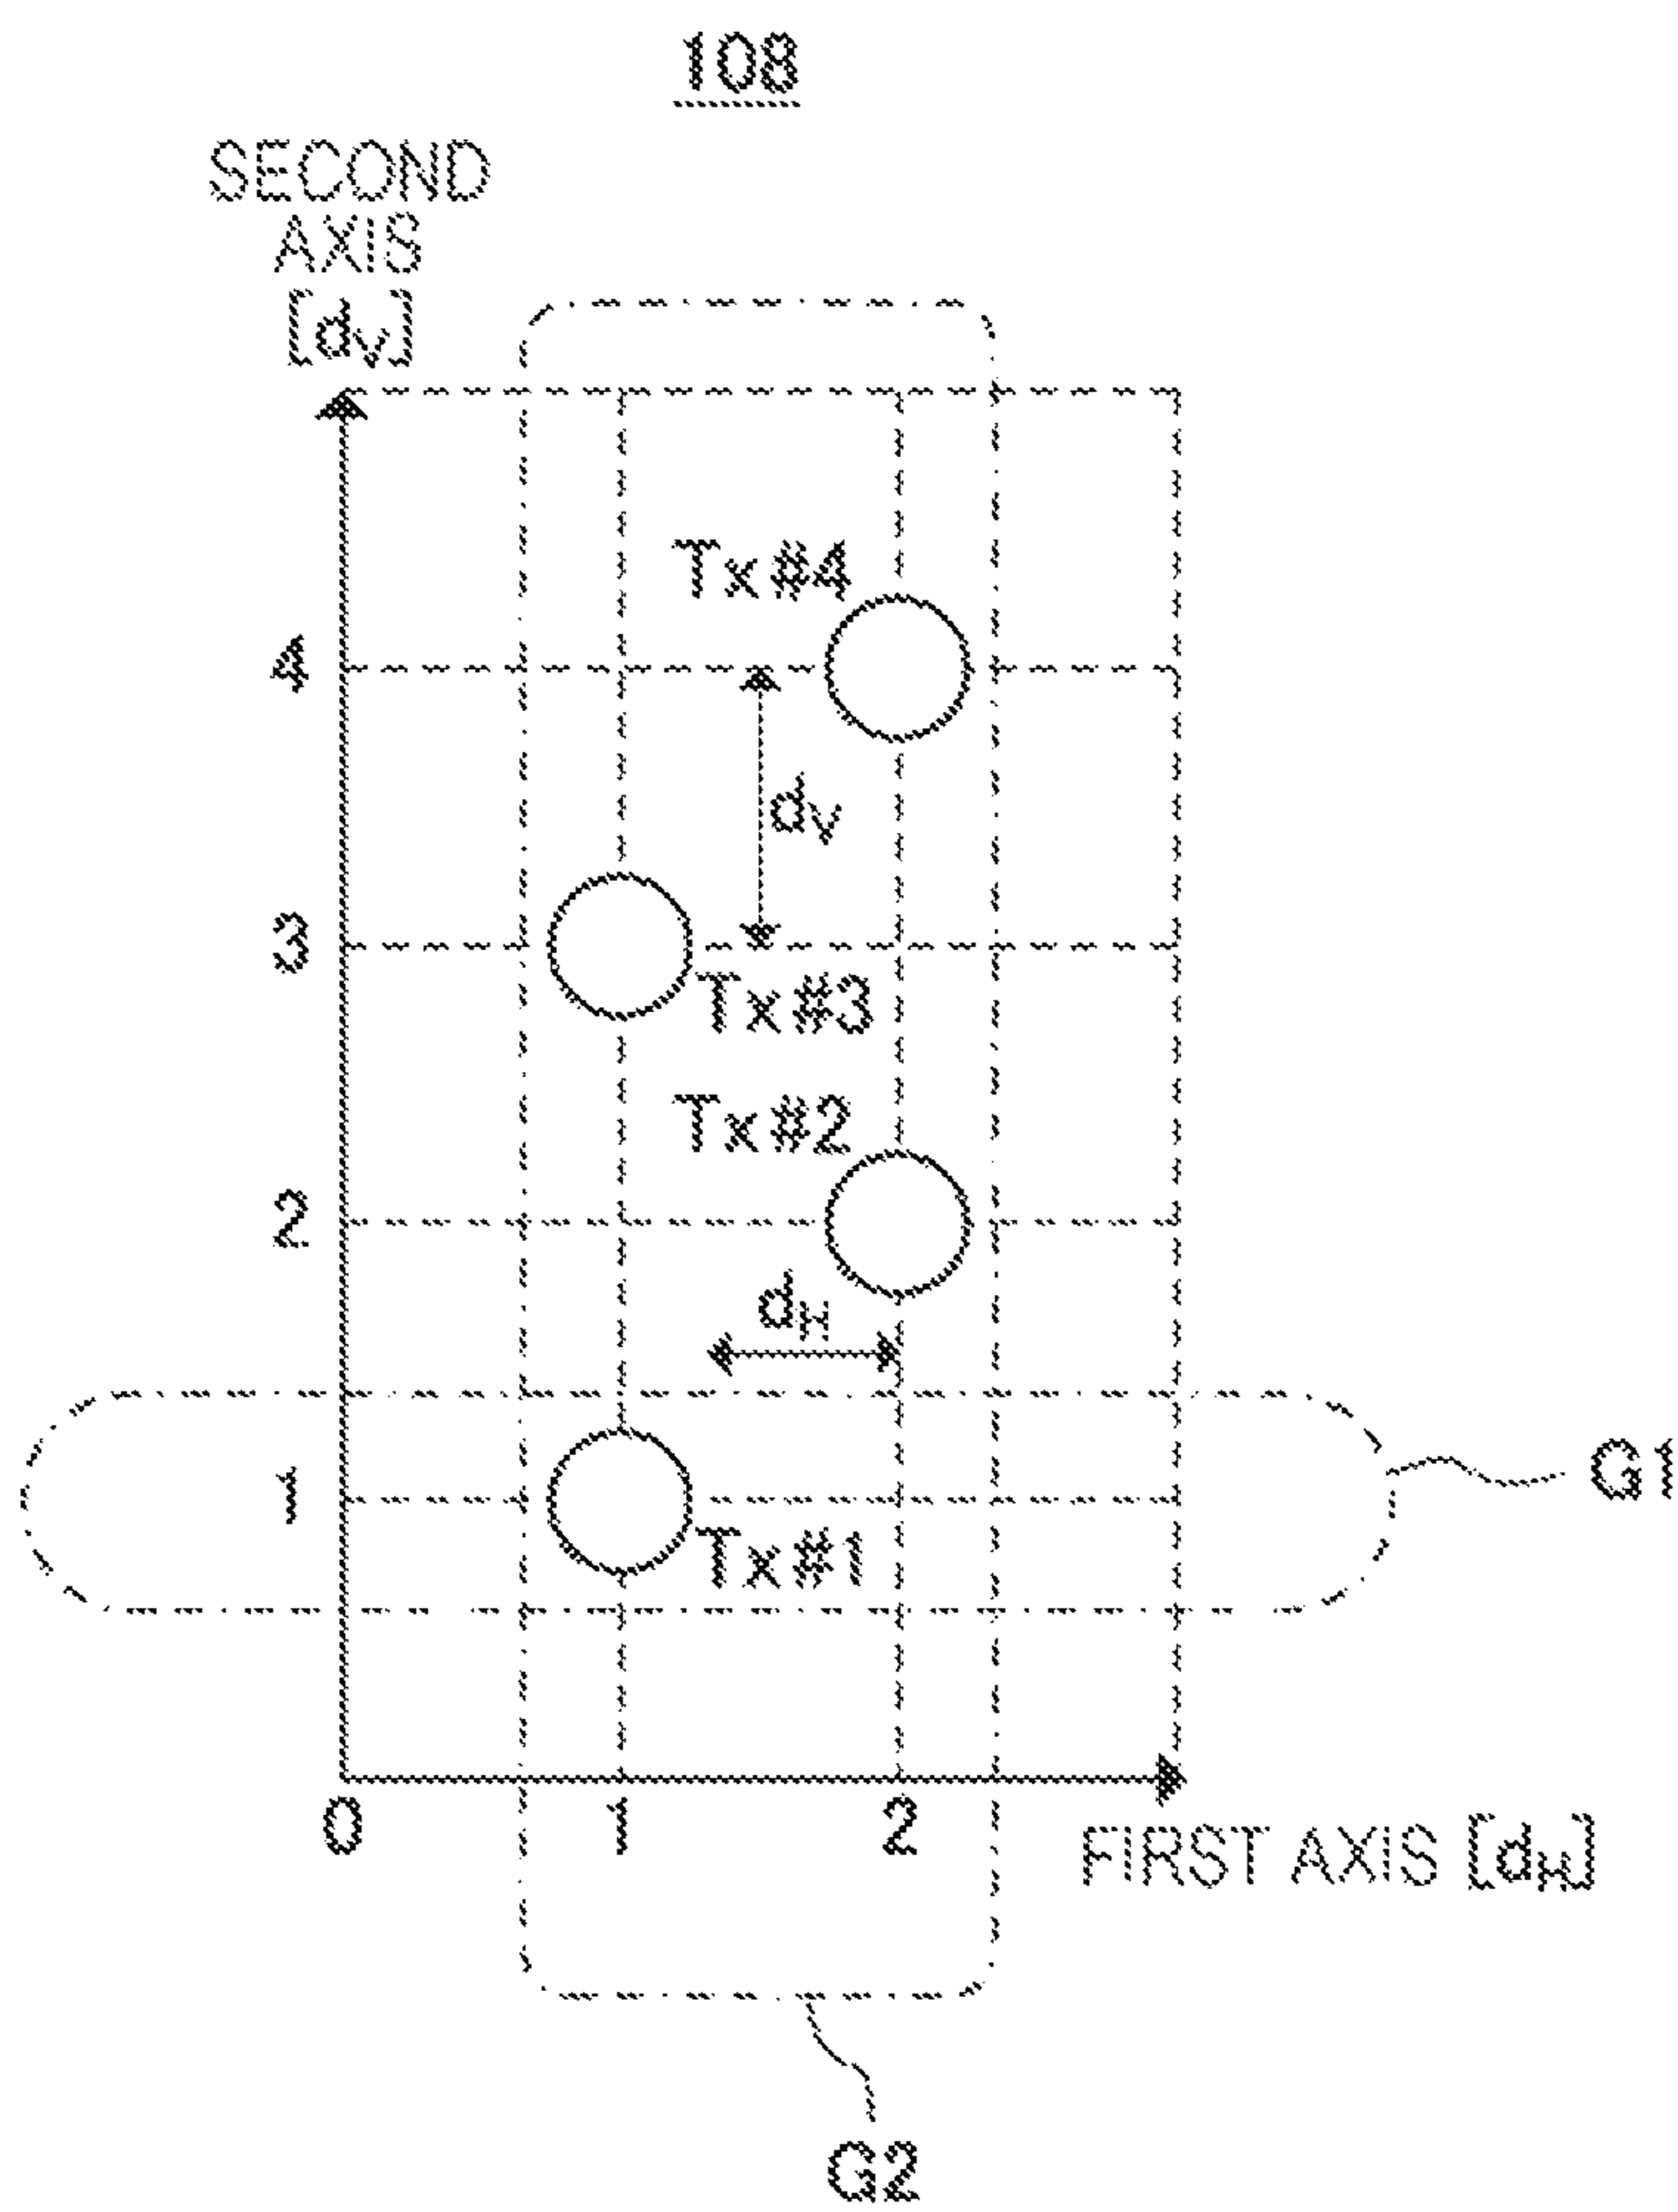 108
SECOND
AXIS
[dV]
Tx#4
4
dV
3
Tx#3
Tx#2
2
dH
G1
1
Tx#1
0
1
2
FIRST AXIS [dH]
G2